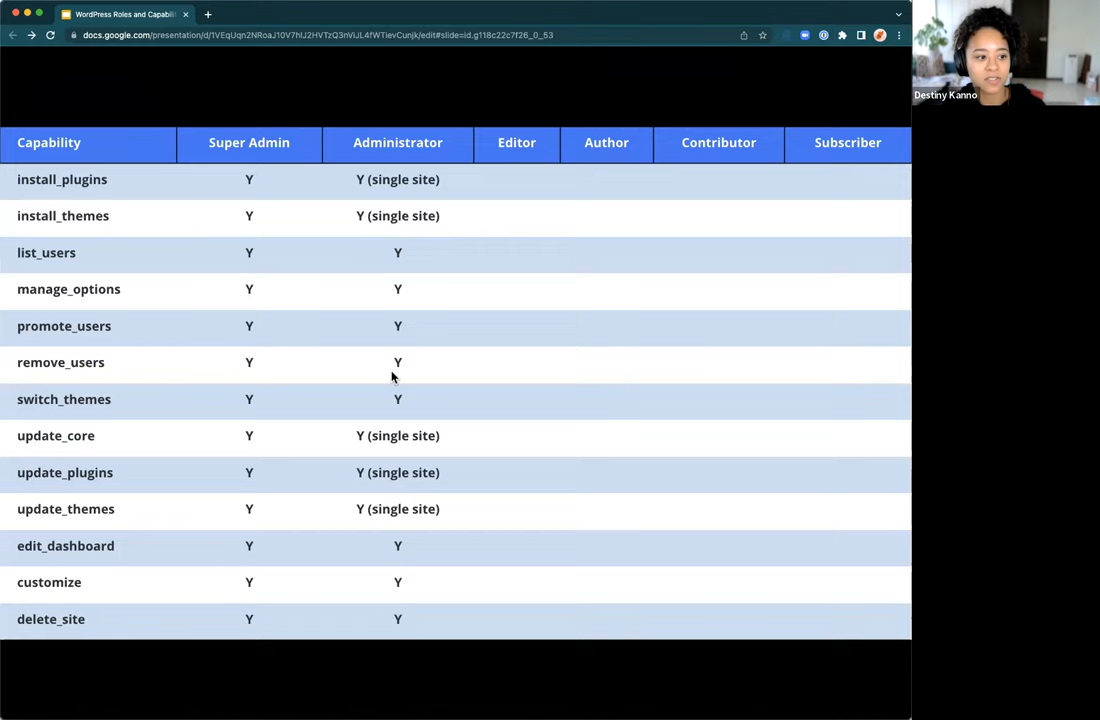 WordPress Roles and Capabili
docs.google.com/presentation/d/1VEqUqn2NRoaJ10V7hIJ2HVTzQ3nViJL4fWTievCunjk/edit#slide=id.g118c22c7f26_0_53
Destiny Kanno
Capability Super Admin Administrator Editor Author Contributor Subscriber
install_plugins Y Y (single site)
install_themes Y Y (single site)
list_users Y Y
manage_options Y Y
promote_users Y Y
remove_users Y Y
switch_themes Y Y
update_core Y Y (single site)
update_plugins Y Y (single site)
update_themes Y Y (single site)
edit_dashboard Y Y
customize Y Y
delete_site Y Y